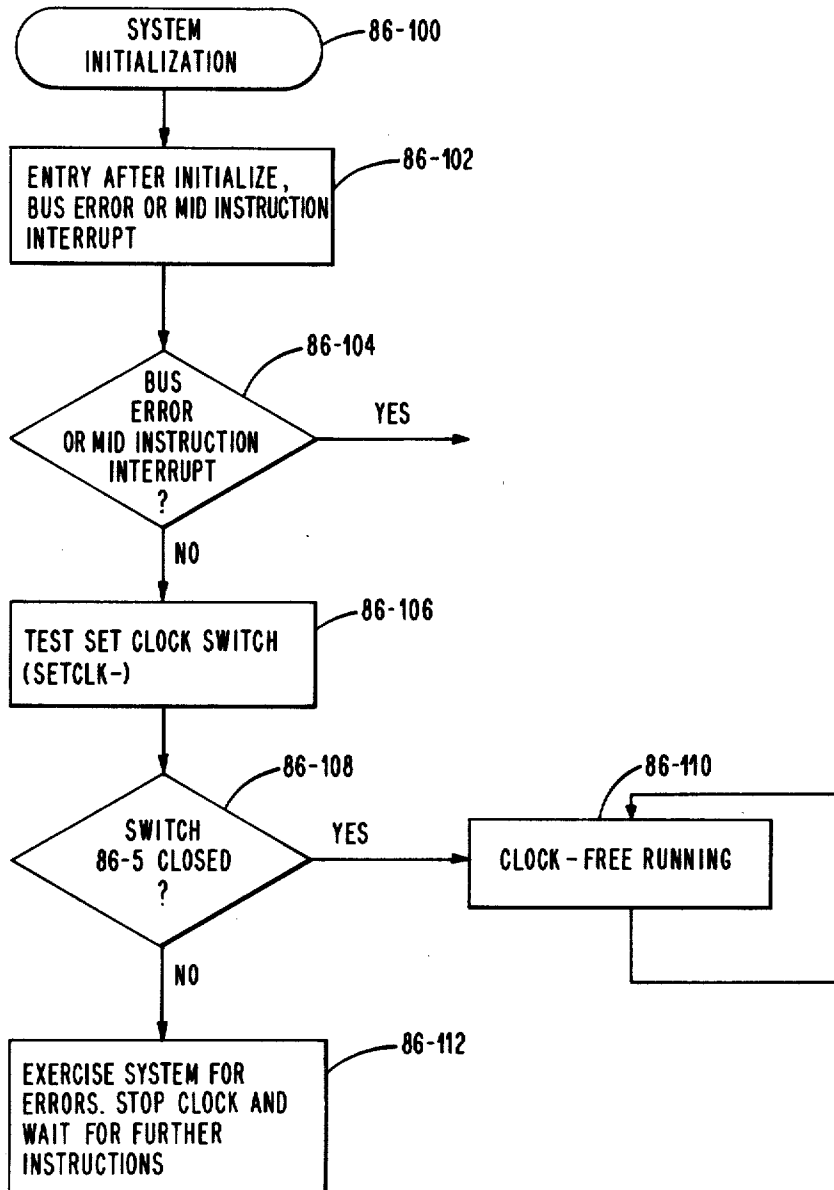 SYSTEM
INITIALIZATION
86-100
86-102
ENTRY AFTER INITIALIZE,
BUS ERROR OR MID INSTRUCTION
INTERRUPT
86-104
BUS
ERROR
OR MID INSTRUCTION
INTERRUPT
?
YES
NO
86-106
TEST SET CLOCK SWITCH
(SETCLK-)
86-108
SWITCH
86-5 CLOSED
?
YES
86-110
CLOCK-FREE RUNNING
NO
86-112
EXERCISE SYSTEM FOR
ERRORS. STOP CLOCK AND
WAIT FOR FURTHER
INSTRUCTIONS